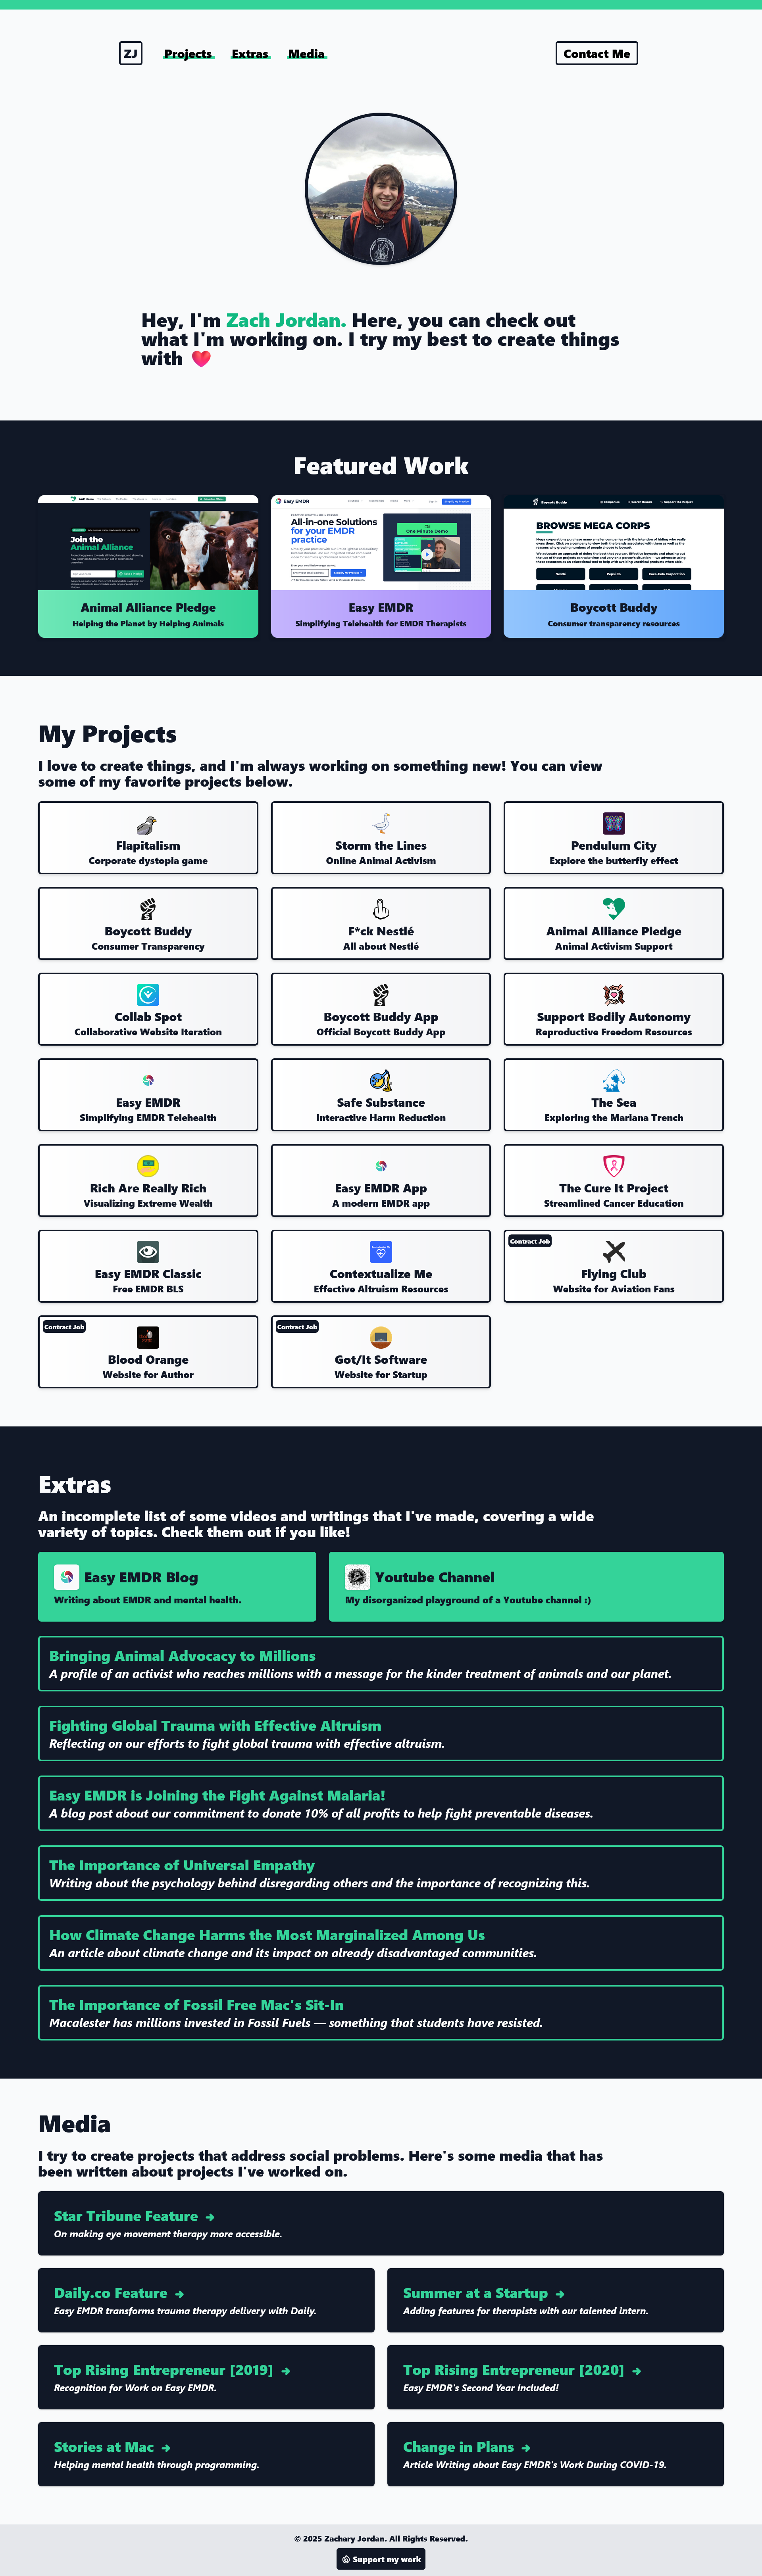 ZJ
Projects
Extras
Media
Contact Me
Hey, I'm Zach Jordan. Here, you can check out
what I'm working on. I try my best to create things
with ❤️
Featured Work
Join the
Animal Alliance
Animal Alliance Pledge
Helping the Planet by Helping Animals
Easy EMDR
All-in-one Solutions
for your EMDR
practice
Easy EMDR
Simplifying Telehealth for EMDR Therapists
Boycott Buddy
BROWSE MEGA CORPS
Boycott Buddy
Consumer transparency resources
My Projects
I love to create things, and I'm always working on something new! You can view
some of my favorite projects below.
Flapitalism
Corporate dystopia game
Storm the Lines
Online Animal Activism
Pendulum City
Explore the butterfly effect
Boycott Buddy
Consumer Transparency
F*ck Nestlé
All about Nestlé
Animal Alliance Pledge
Animal Activism Support
Collab Spot
Collaborative Website Iteration
Boycott Buddy App
Official Boycott Buddy App
Support Bodily Autonomy
Reproductive Freedom Resources
Easy EMDR
Simplifying EMDR Telehealth
Safe Substance
Interactive Harm Reduction
The Sea
Exploring the Mariana Trench
Rich Are Really Rich
Visualizing Extreme Wealth
Easy EMDR App
A modern EMDR app
The Cure It Project
Streamlined Cancer Education
Easy EMDR Classic
Free EMDR BLS
Contextualize Me
Effective Altruism Resources
Contract Job
Flying Club
Website for Aviation Fans
Contract Job
Blood Orange
Website for Author
Contract Job
Got/It Software
Website for Startup
Extras
An incomplete list of some videos and writings that I've made, covering a wide
variety of topics. Check them out if you like!
Easy EMDR Blog
Writing about EMDR and mental health.
Youtube Channel
My disorganized playground of a Youtube channel :)
Bringing Animal Advocacy to Millions
A profile of an activist who reaches millions with a message for the kinder treatment of animals and our planet.
Fighting Global Trauma with Effective Altruism
Reflecting on our efforts to fight global trauma with effective altruism.
Easy EMDR is Joining the Fight Against Malaria!
A blog post about our commitment to donate 10% of all profits to help fight preventable diseases.
The Importance of Universal Empathy
Writing about the psychology behind disregarding others and the importance of recognizing this.
How Climate Change Harms the Most Marginalized Among Us
An article about climate change and its impact on already disadvantaged communities.
The Importance of Fossil Free Mac's Sit-In
Macalester has millions invested in Fossil Fuels — something that students have resisted.
Media
I try to create projects that address social problems. Here's some media that has
been written about projects I've worked on.
Star Tribune Feature →
On making eye movement therapy more accessible.
Daily.co Feature →
Easy EMDR transforms trauma therapy delivery with Daily.
Summer at a Startup →
Adding features for therapists with our talented intern.
Top Rising Entrepreneur [2019] →
Recognition for Work on Easy EMDR.
Top Rising Entrepreneur [2020] →
Easy EMDR's Second Year Included!
Stories at Mac →
Helping mental health through programming.
Change in Plans →
Article Writing about Easy EMDR's Work During COVID-19.
© 2025 Zachary Jordan. All Rights Reserved.
Support my work